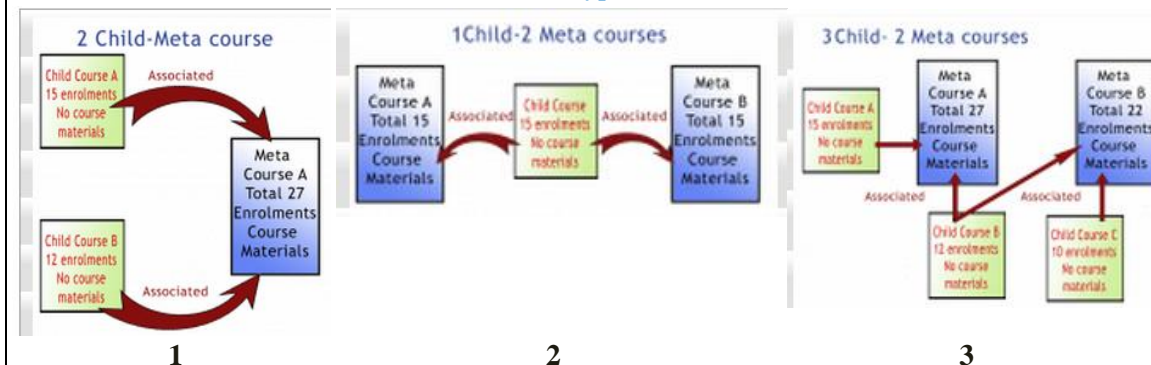 2 Child-Meta course
Child Course A
15 enrolments
No course
materials
Associated
Meta
Course A
Total 27
Enrolments
Course
Materials
Child Course B
12 enrolments
No course
materials
Associated
1
1Child-2 Meta courses
Meta
Course A
Total 15
Enrolments
Course
Materials
Associated
Child Course
15 enrolments
No course
materials
Associated
Meta
Course B
Total 15
Enrolments
Course
Materials
2
3Child- 2 Meta courses
Child Course A
15 enrolments
No course
materials
Meta
Course A
Total 27
Enrolments
Course
Materials
Meta
Course B
Total 22
Enrolments
Course
Materials
Associated
Associated
Child Course B
12 enrolments
No course
materials
Child Course C
10 enrolments
No course
materials
3